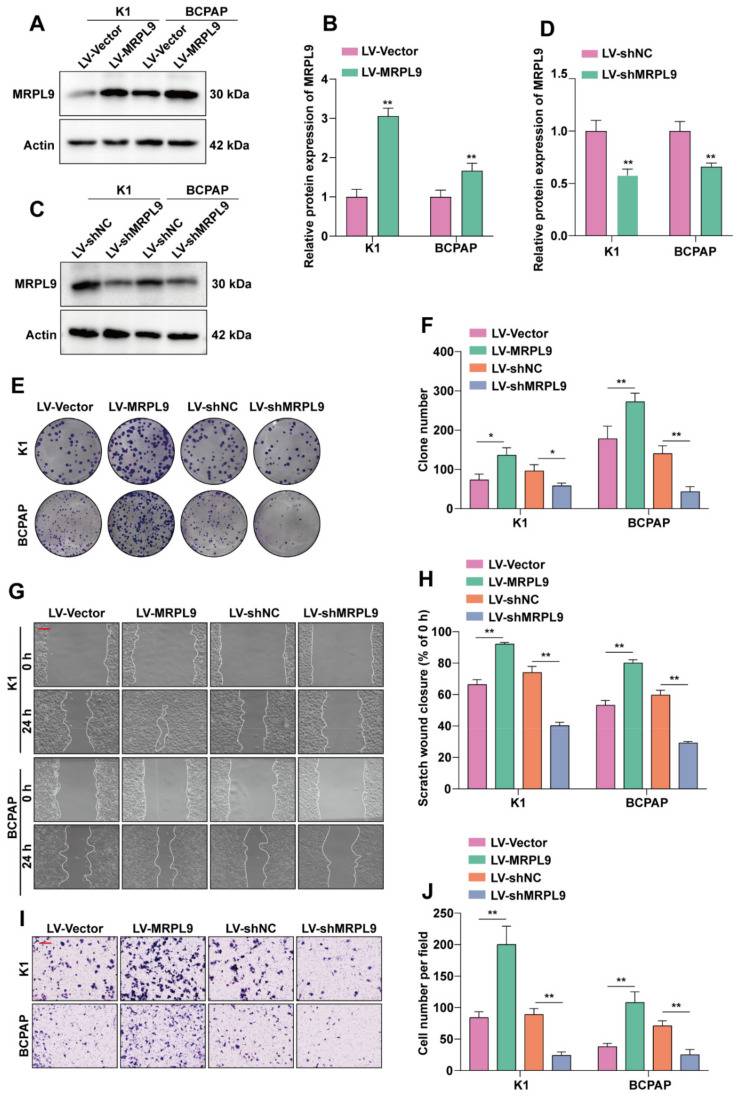 A
K1
BCPAP
LV-Vector
LV-MRPL9
LV-Vector
LV-MRPL9
MRPL9
30 kDa
Actin
42 kDa
B
LV-Vector
LV-MRPL9
Relative protein expression of MRPL9
4
3
2
1
0
**
**
K1
BCPAP
D
LV-shNC
LV-shMRPL9
Relative protein expression of MRPL9
1.5
1.0
0.5
0.0
**
**
K1
BCPAP
C
K1
BCPAP
LV-shNC
LV-shMRPL9
LV-shNC
LV-shMRPL9
MRPL9
30 kDa
Actin
42 kDa
E
LV-Vector
LV-MRPL9
LV-shNC
LV-shMRPL9
K1
BCPAP
F
LV-Vector
LV-MRPL9
LV-shNC
LV-shMRPL9
Clone number
400
300
200
100
0
*
*
**
**
K1
BCPAP
G
LV-Vector
LV-MRPL9
LV-shNC
LV-shMRPL9
K1
0 h
24 h
BCPAP
0 h
24 h
H
LV-Vector
LV-MRPL9
LV-shNC
LV-shMRPL9
Scratch wound closure (% of 0 h)
100
80
60
40
20
0
**
**
**
**
K1
BCPAP
I
LV-Vector
LV-MRPL9
LV-shNC
LV-shMRPL9
K1
BCPAP
J
LV-Vector
LV-MRPL9
LV-shNC
LV-shMRPL9
Cell number per field
250
200
150
100
50
0
**
**
**
**
K1
BCPAP